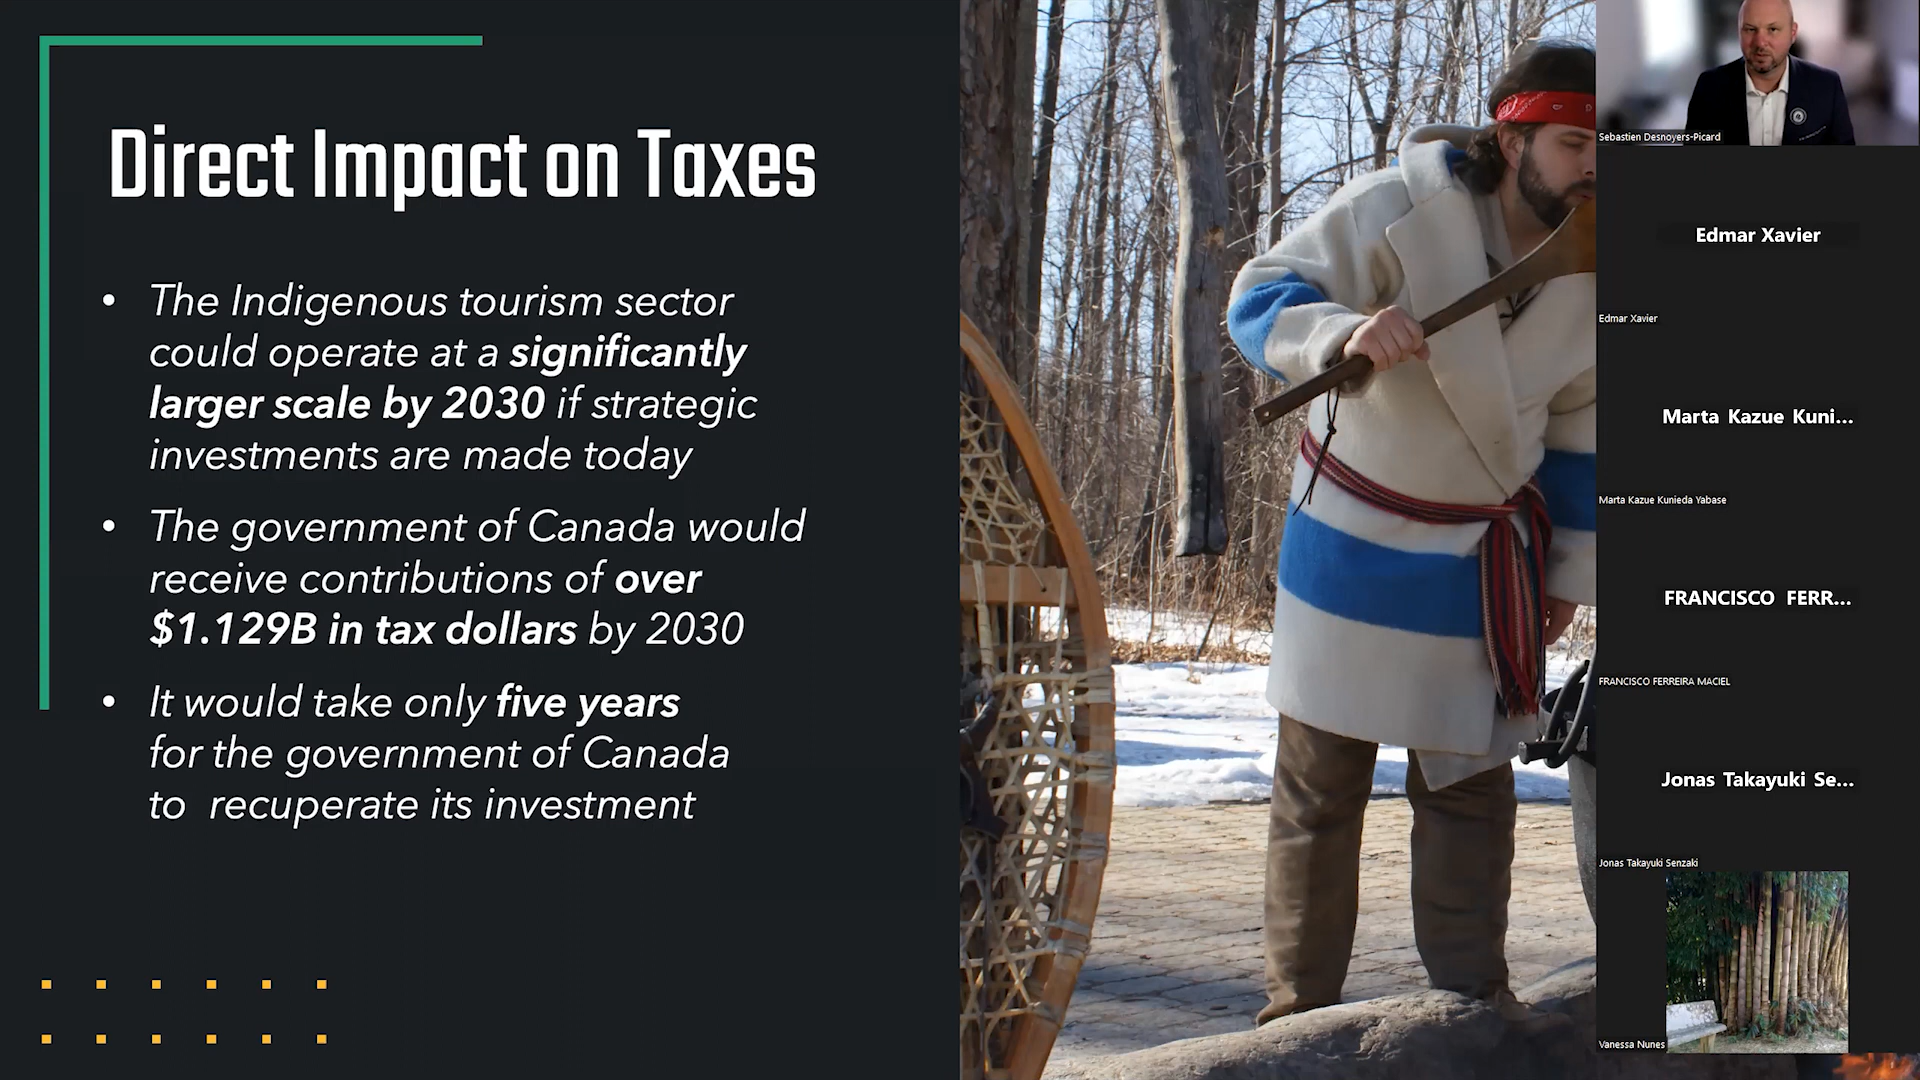 Direct Impact on Taxes
• The Indigenous tourism sector
could operate at a significantly
larger scale by 2030 if strategic
investments are made today
• The government of Canada would
receive contributions of over
$1.129B in tax dollars by 2030
• It would take only five years
for the government of Canada
to recuperate its investment
Sebastien Desnoyers-Picard
Edmar Xavier
Edmar Xavier
Marta Kazue Kuni...
Marta Kazue Kunieda Yabase
FRANCISCO FERR...
FRANCISCO FERREIRA MACIEL
Jonas Takayuki Se...
Jonas Takayuki Senzaki
Vanessa Nunes